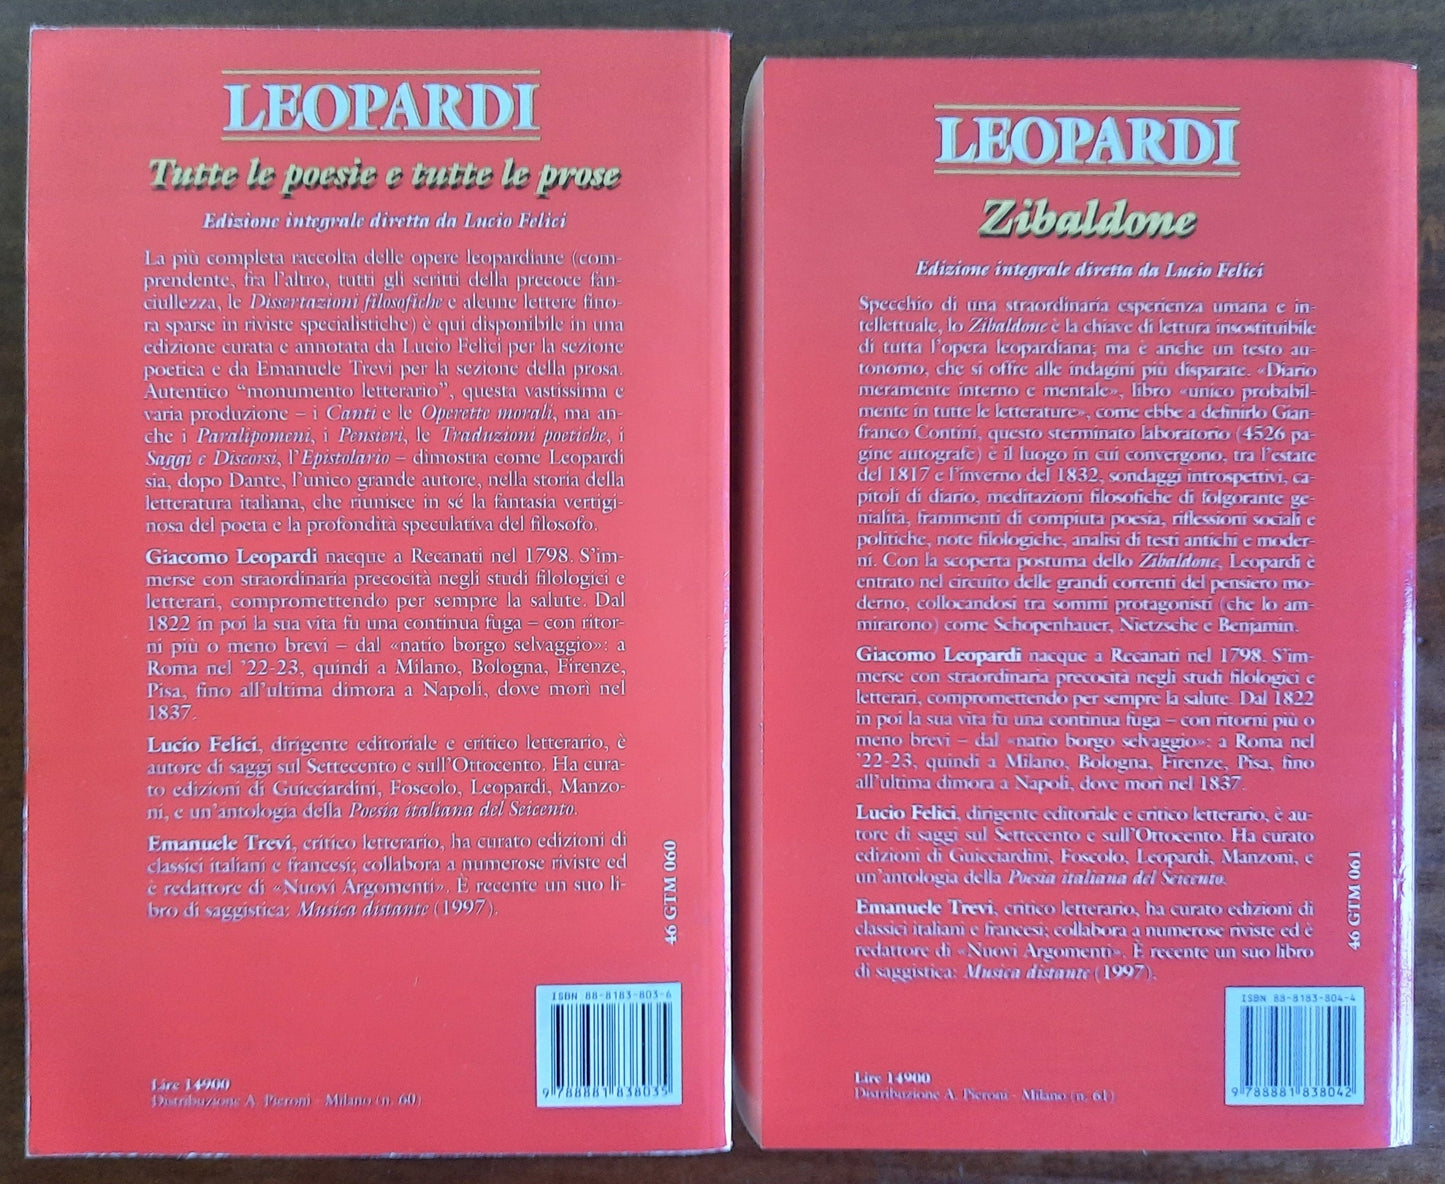 LEOPARDI
Tutte le poesie e tutte le prose
Edizione integrale diretta da Lucio Felici
La più completa raccolta delle opere leopardiane (com-
prendente, fra l'altro, tutti gli scritti della precoce fan-
ciullezza, le Dissertazioni filosofiche e alcune lettere fino-
ra sparse in riviste specialistiche) è qui disponibile in una
edizione curata e annotata da Lucio Felici per la sezione
poetica e da Emanuele Trevi per la sezione della prosa.
Autentico "monumento letterario", questa vastissima e
varia produzione – i Canti e le Operette morali, ma an-
che i Paralipomeni, i Pensieri, le Traduzioni poetiche, i
Saggi e Discorsi, l'Epistolario – dimostra come Leopardi
sia, dopo Dante, l'unico grande autore, nella storia della
letteratura italiana, che riunisce in sé la fantasia vertigi-
nosa del poeta e la profondità speculativa del filosofo.
Giacomo Leopardi nacque a Recanati nel 1798. S'im-
merse con straordinaria precocità negli studi filologici e
letterari, compromettendo per sempre la salute. Dal
1822 in poi la sua vita fu una continua fuga – con ritor-
ni più o meno brevi – dal «natio borgo selvaggio»: a
Roma nel '22-23, quindi a Milano, Bologna, Firenze,
Pisa, fino all'ultima dimora a Napoli, dove morì nel
1837.
Lucio Felici, dirigente editoriale e critico letterario, è
autore di saggi sul Settecento e sull'Ottocento. Ha cura-
to edizioni di Guicciardini, Foscolo, Leopardi, Manzo-
ni, e un'antologia della Poesia italiana del Seicento.
Emanuele Trevi, critico letterario, ha curato edizioni di
classici italiani e francesi; collabora a numerose riviste ed
è redattore di «Nuovi Argomenti». È recente un suo li-
bro di saggistica: Musica distante (1997).
46 GTM 060
ISBN 88-8183-803-6
9 788881 838035
Lire 14900
Distribuzione A. Pieroni - Milano (n. 60)
LEOPARDI
Zibaldone
Edizione integrale diretta da Lucio Felici
Specchio di una straordinaria esperienza umana e in-
tellettuale, lo Zibaldone è la chiave di lettura insostituibile
di tutta l'opera leopardiana; ma è anche un testo au-
tonomo, che si offre alle indagini più disparate. «Diario
meramente interno e mentale», libro «unico probabil-
mente in tutte le letterature», come ebbe a definirlo Gian-
franco Contini, questo sterminato laboratorio (4526 pa-
gine autografe) è il luogo in cui convergono, tra l'estate
del 1817 e l'inverno del 1832, sondaggi introspettivi, ca-
pitoli di diario, meditazioni filosofiche di folgorante ge-
nialità, frammenti di compiuta poesia, riflessioni sociali e
politiche, note filologiche, analisi di testi antichi e moder-
ni. Con la scoperta postuma dello Zibaldone, Leopardi è
entrato nel circuito delle grandi correnti del pensiero mo-
derno, collocandosi tra sommi protagonisti (che lo am-
mirarono) come Schopenhauer, Nietzsche e Benjamin.
Giacomo Leopardi nacque a Recanati nel 1798. S'im-
merse con straordinaria precocità negli studi filologici e
letterari, compromettendo per sempre la salute. Dal 1822
in poi la sua vita fu una continua fuga – con ritorni più o
meno brevi – dal «natio borgo selvaggio»: a Roma nel
'22-23, quindi a Milano, Bologna, Firenze, Pisa, fino
all'ultima dimora a Napoli, dove morì nel 1837.
Lucio Felici, dirigente editoriale e critico letterario, è au-
tore di saggi sul Settecento e sull'Ottocento. Ha curato
edizioni di Guicciardini, Foscolo, Leopardi, Manzoni, e
un'antologia della Poesia italiana del Seicento.
Emanuele Trevi, critico letterario, ha curato edizioni di
classici italiani e francesi; collabora a numerose riviste ed è
redattore di «Nuovi Argomenti». È recente un suo libro
di saggistica: Musica distante (1997).
46 GTM 061
ISBN 88-8183-804-4
9 788881 838042
Lire 14900
Distribuzione A. Pieroni - Milano (n. 61)